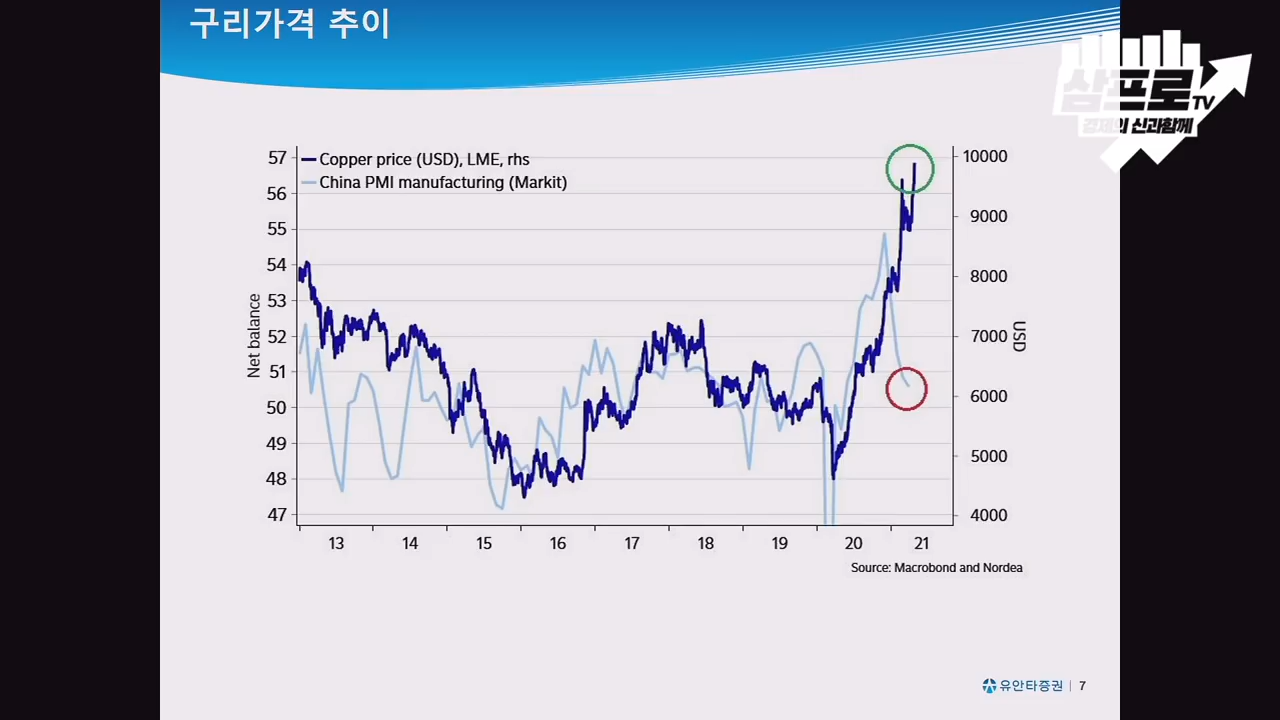 구리가격 추이
삼프로TV
경제의 신과함께
Copper price (USD), LME, rhs
China PMI manufacturing (Markit)
57
56
55
54
53
52
51
50
49
48
47
Net balance
10000
9000
8000
7000
6000
5000
4000
USD
13 14 15 16 17 18 19 20 21
Source: Macrobond and Nordea
유안타증권 | 7